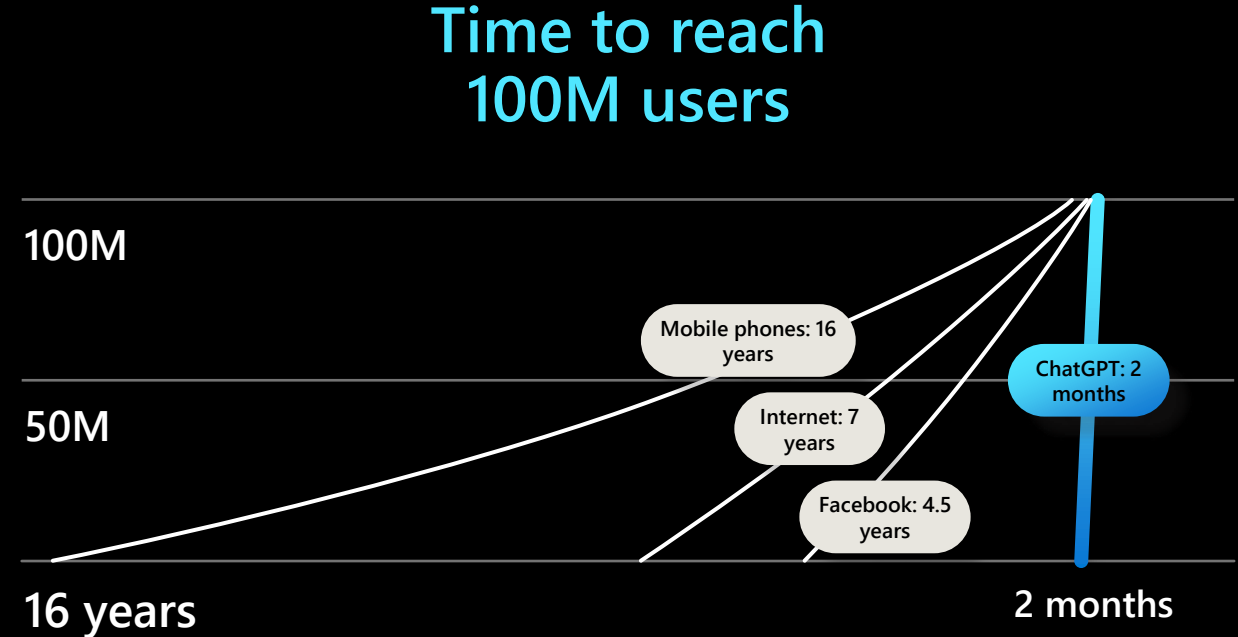 Time to reach
100M users
100M
Mobile phones: 16
years
ChatGPT: 2
months
50M
Internet: 7
years
Facebook: 4.5
years
16 years
2 months